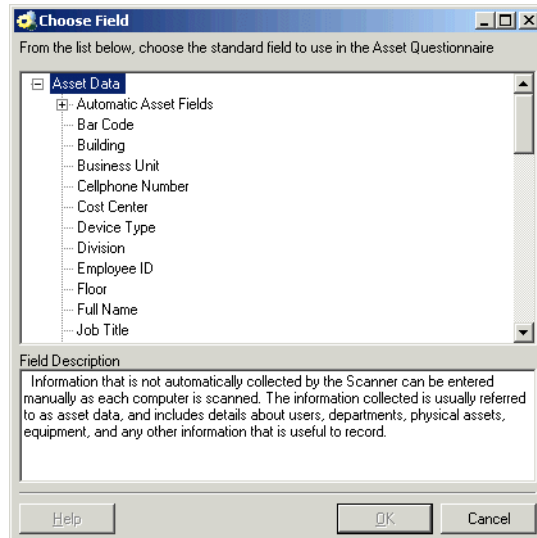 Choose Field
From the list below, choose the standard field to use in the Asset Questionnaire
Asset Data
Automatic Asset Fields
Bar Code
Building
Business Unit
Cellphone Number
Cost Center
Device Type
Division
Employee ID
Floor
Full Name
Job Title
Field Description
Information that is not automatically collected by the Scanner can be entered
manually as each computer is scanned. The information collected is usually referred
to as asset data, and includes details about users, departments, physical assets,
equipment, and any other information that is useful to record.
Help OK Cancel